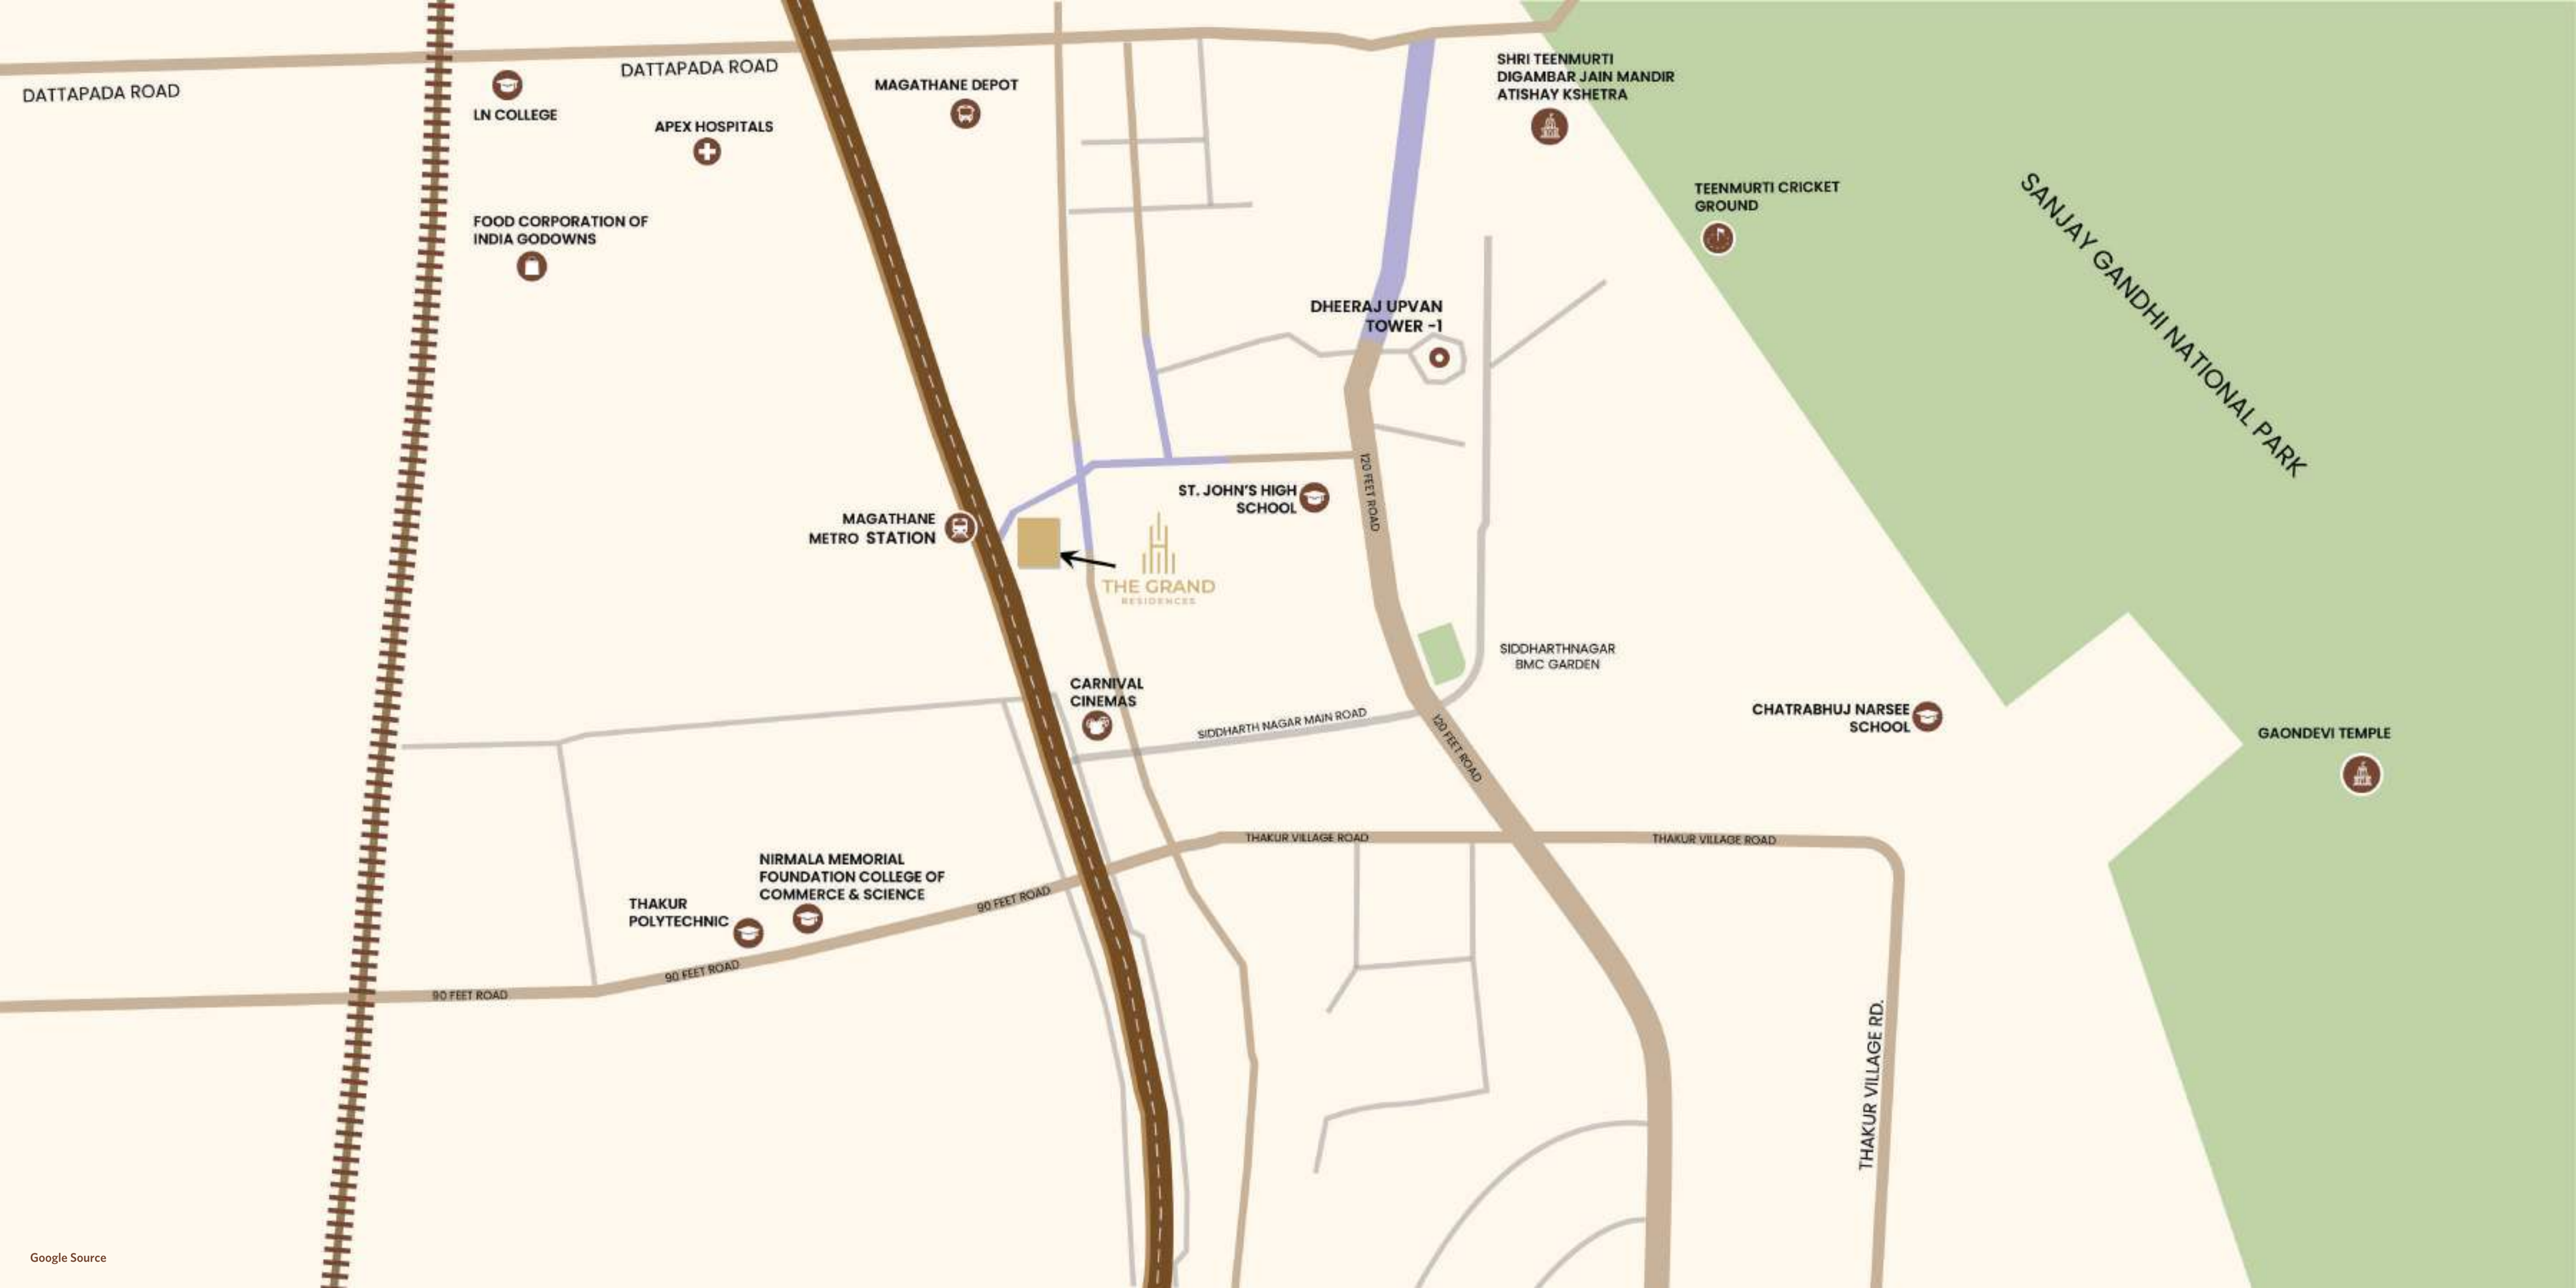 DATTAPADA ROAD
DATTAPADA ROAD
LN COLLEGE
APEX HOSPITALS
MAGATHANE DEPOT
SHRI TEENMURTI
DIGAMBAR JAIN MANDIR
ATISHAY KSHETRA
FOOD CORPORATION OF
INDIA GODOWNS
TEENMURTI CRICKET
GROUND
SANJAY GANDHI NATIONAL PARK
DHEERAJ UPVAN
TOWER -1
120 FEET ROAD
ST. JOHN'S HIGH
SCHOOL
MAGATHANE
METRO STATION
THE GRAND
RESIDENCES
SIDDHARTHNAGAR
BMC GARDEN
CARNIVAL
CINEMAS
SIDDHARTH NAGAR MAIN ROAD
120 FEET ROAD
CHATRABHUJ NARSEE
SCHOOL
GAONDEVI TEMPLE
THAKUR VILLAGE ROAD
THAKUR VILLAGE ROAD
NIRMALA MEMORIAL
FOUNDATION COLLEGE OF
COMMERCE & SCIENCE
THAKUR
POLYTECHNIC
90 FEET ROAD
90 FEET ROAD
90 FEET ROAD
THAKUR VILLAGE RD.
Google Source